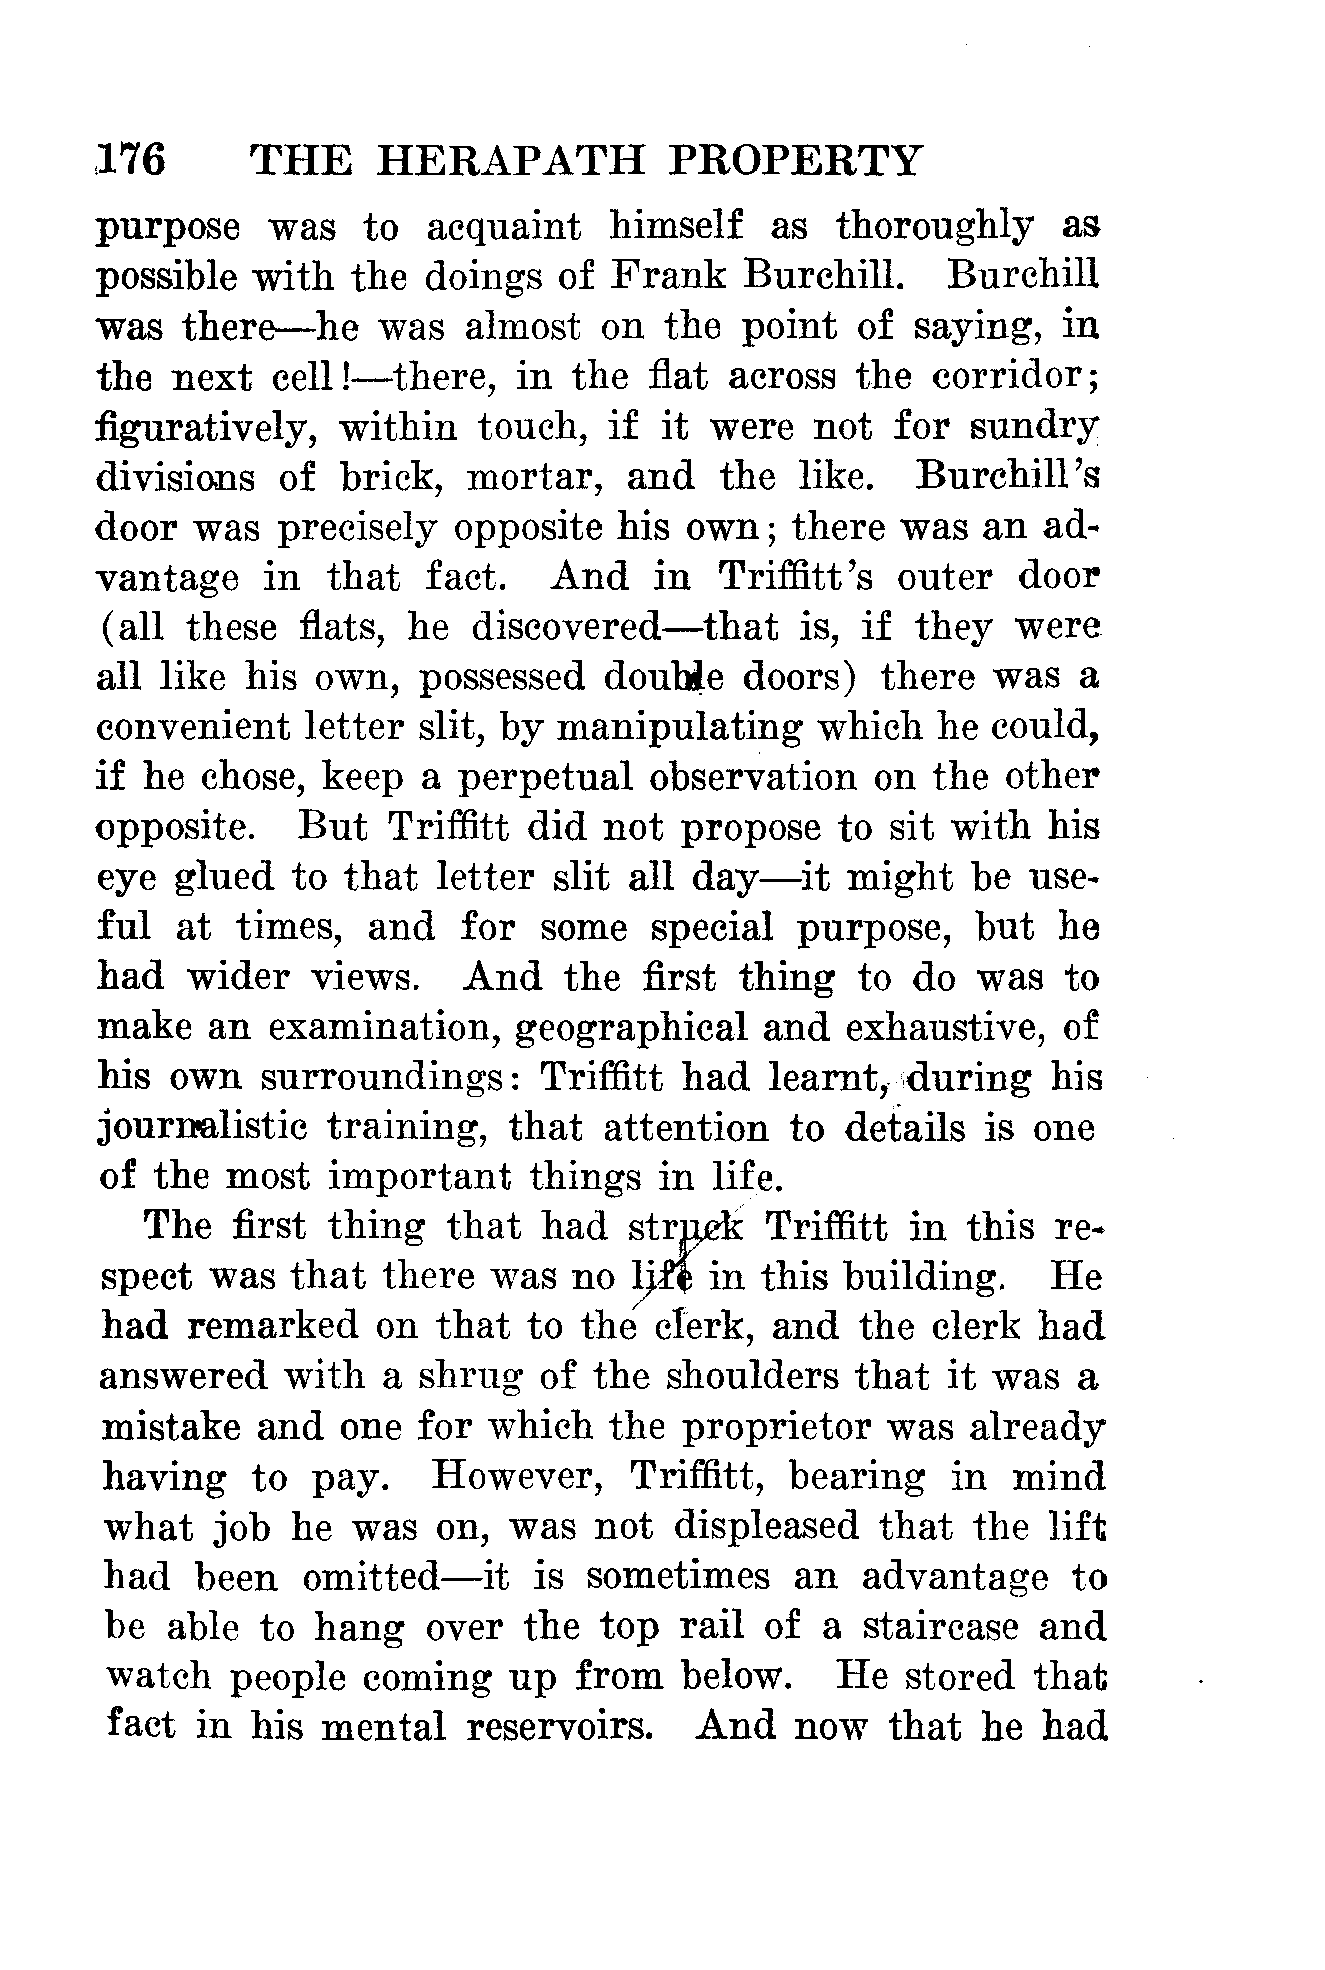 176 THE HERAPATH PROPERTY
purpose was to acquaint himself as thoroughly as
possible with the doings of Frank Burchill. Burchill
was there—he was almost on the point of saying, in
the next cell!—there, in the flat across the corridor;
figuratively, within touch, if it were not for sundry
divisions of brick, mortar, and the like. Burchill's
door was precisely opposite his own; there was an ad-
vantage in that fact. And in Triffitt's outer door
(all these flats, he discovered—that is, if they were
all like his own, possessed double doors) there was a
convenient letter slit, by manipulating which he could,
if he chose, keep a perpetual observation on the other
opposite. But Triffitt did not propose to sit with his
eye glued to that letter slit all day—it might be use-
ful at times, and for some special purpose, but he
had wider views. And the first thing to do was to
make an examination, geographical and exhaustive, of
his own surroundings: Triffitt had learnt, during his
journalistic training, that attention to details is one
of the most important things in life.
The first thing that had struck Triffitt in this re-
spect was that there was no life in this building. He
had remarked on that to the clerk, and the clerk had
answered with a shrug of the shoulders that it was a
mistake and one for which the proprietor was already
having to pay. However, Triffitt, bearing in mind
what job he was on, was not displeased that the lift
had been omitted—it is sometimes an advantage to
be able to hang over the top rail of a staircase and
watch people coming up from below. He stored that
fact in his mental reservoirs. And now that he had